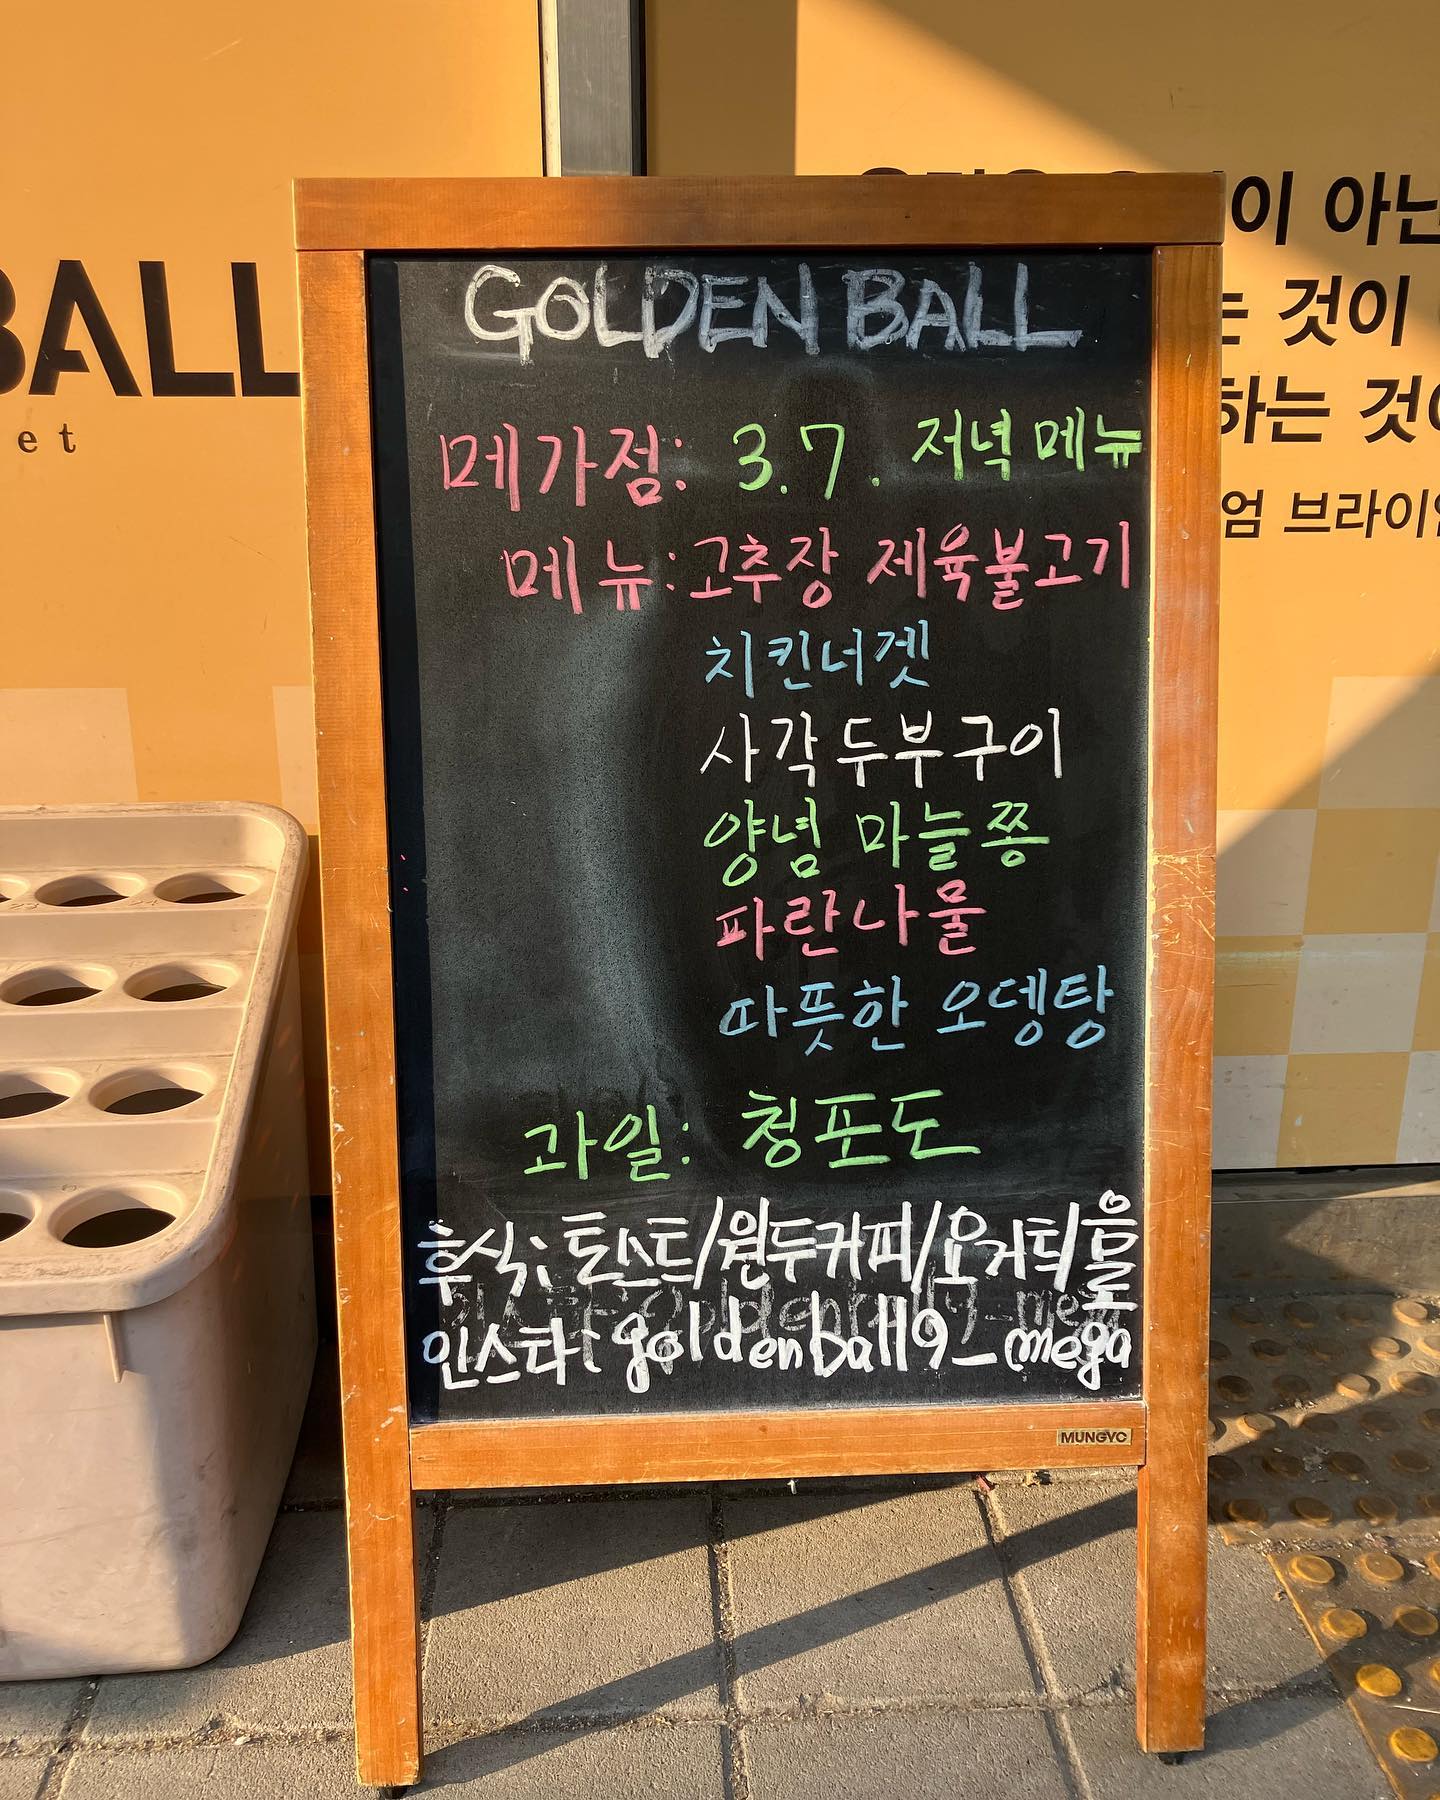 BALL
et
이 아닌
는 것이
하는 것이
엄 브라이언
GOLDEN BALL
메가점: 3.7. 저녁 메뉴
메뉴: 고추장 제육불고기
치킨너겟
사각두부구이
양념 마늘쫑
파란나물
따뜻한 오뎅탕
과일: 청포도
후식: 토스트/원두커피/요거트/음료
인스타: goldenball9_mega
MUNGYO